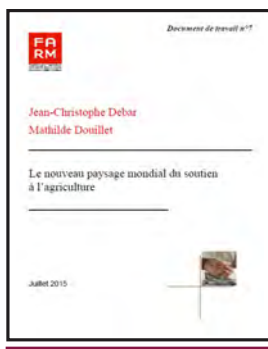 Document de travail n°7
FA
RM
Jean-Christophe Debar
Mathilde Douillet
Le nouveau paysage mondial du soutien
à l'agriculture
Juillet 2015